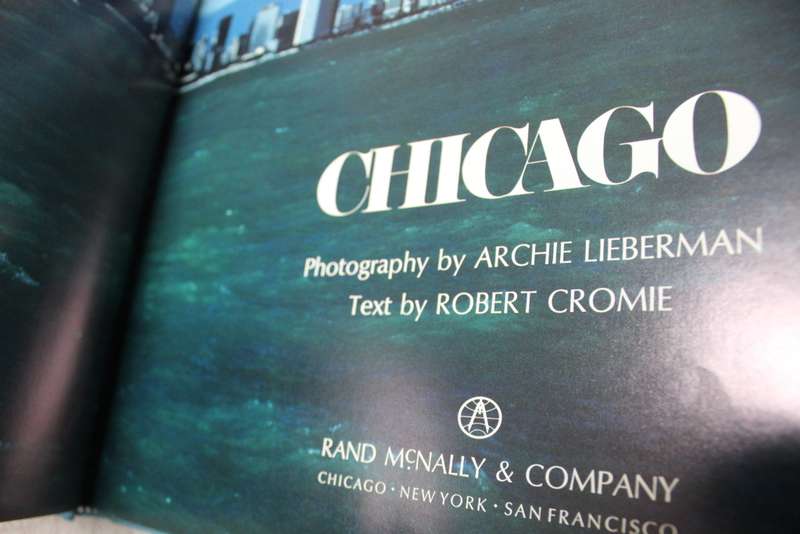 CHICAGO
Photography by ARCHIE LIEBERMAN
Text by ROBERT CROMIE
RAND McNALLY & COMPANY
CHICAGO · NEW YORK · SAN FRANCISCO